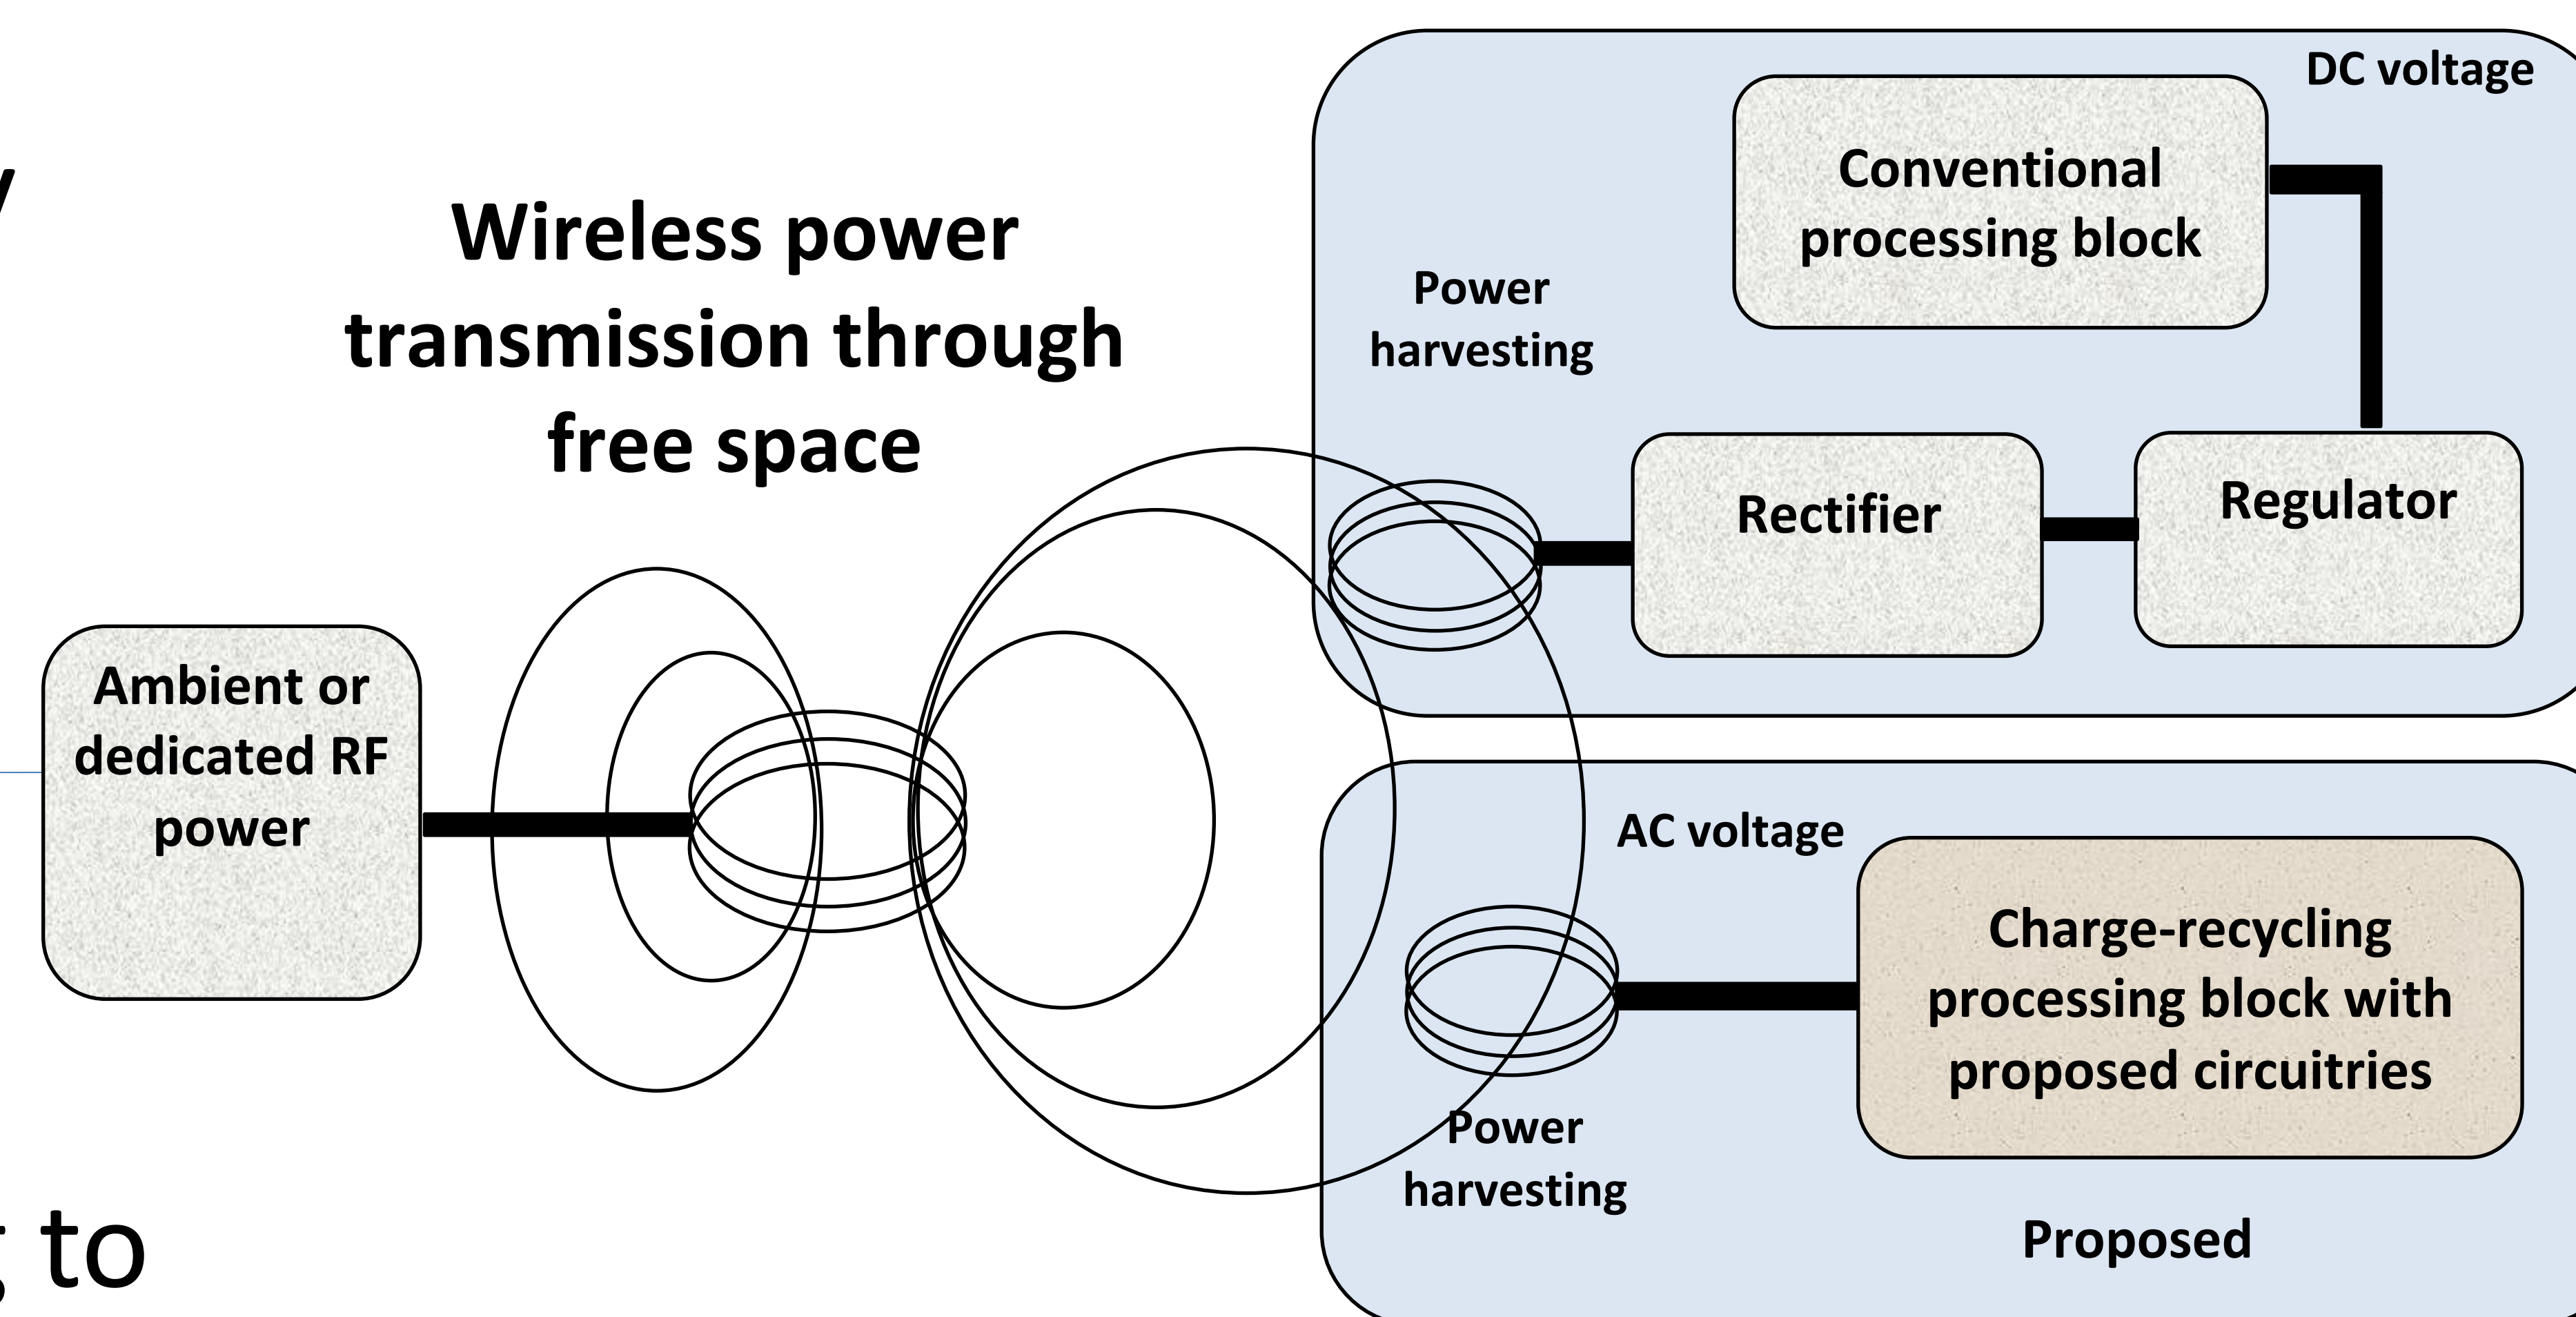 Wireless power
transmission through
free space
Ambient or
dedicated RF
power
DC voltage
Conventional
processing block
Power
harvesting
Rectifier
Regulator
AC voltage
Charge-recycling
processing block with
proposed circuitries
Power
harvesting
Proposed
to